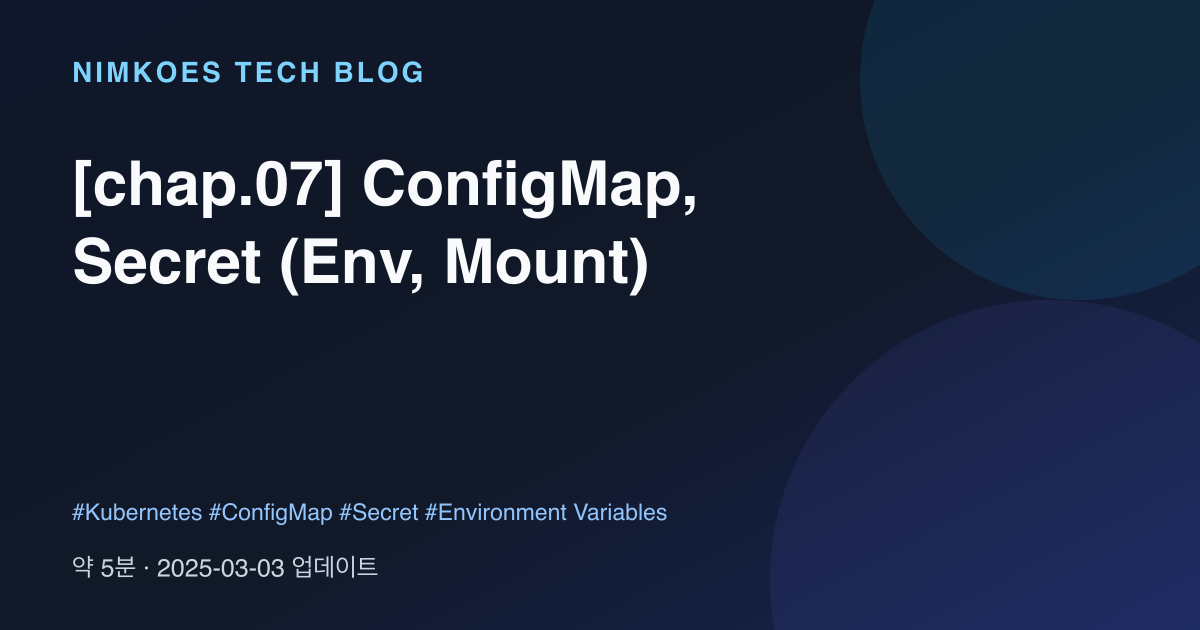 NIMKOES TECH BLOG
[chap.07] ConfigMap,
Secret (Env, Mount)
#Kubernetes #ConfigMap #Secret #Environment Variables
약 5분 · 2025-03-03 업데이트